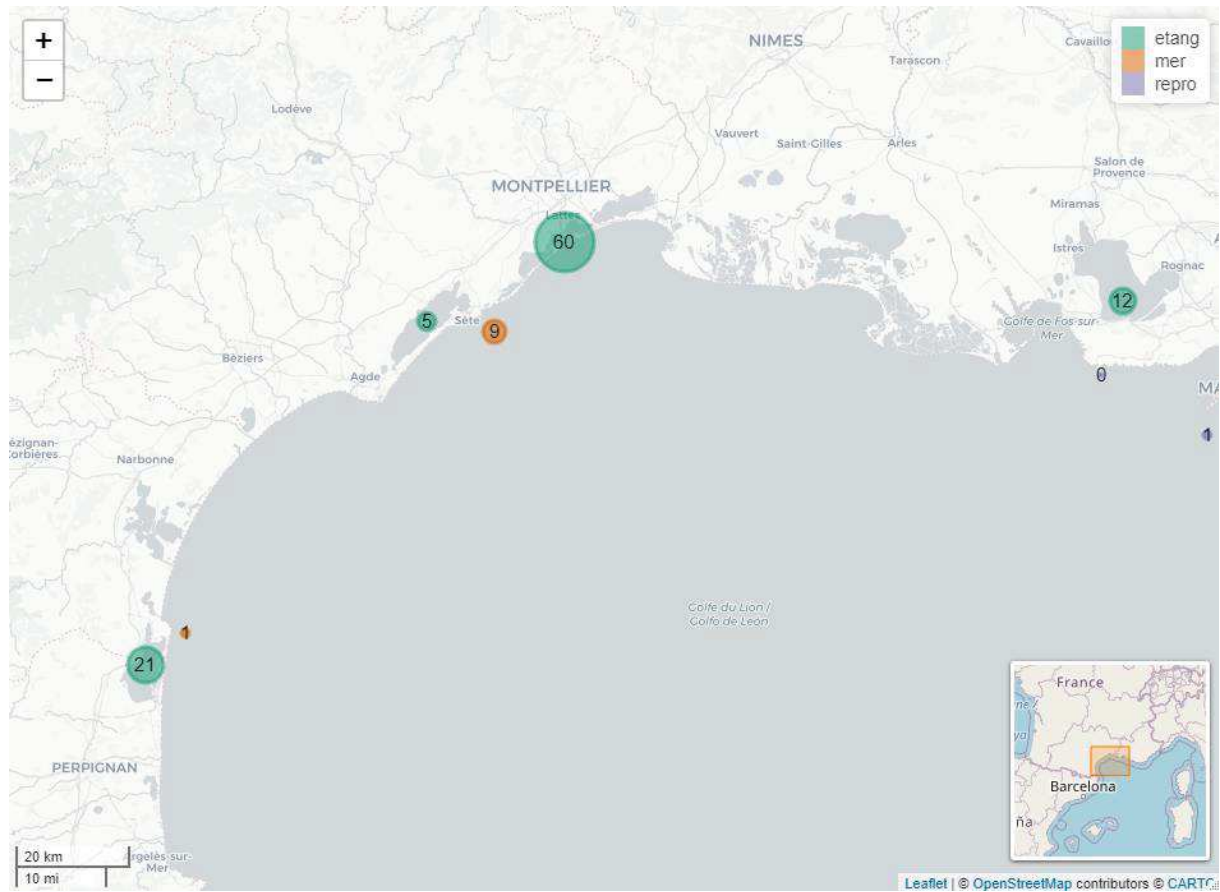 +
−
NIMES
Cavaillo
etang
mer
repro
Tarascon
Lodève
Vauvert
Saint-Gilles
Arles
Salon de
Provence
MONTPELLIER
Miramas
Lattes
60
Istres
A
Rognac
12
5
Sète
9
Golfe de Fos-sur-
Mer
Béziers
Agde
0
MA
1
ézignan-
Corbières
Narbonne
Golfe du Lion /
Golfo de León
1
21
France
Barcelona
ña
PERPIGNAN
20 km
10 mi
Argelès-sur-
Mer
Leaflet | © OpenStreetMap contributors © CARTO